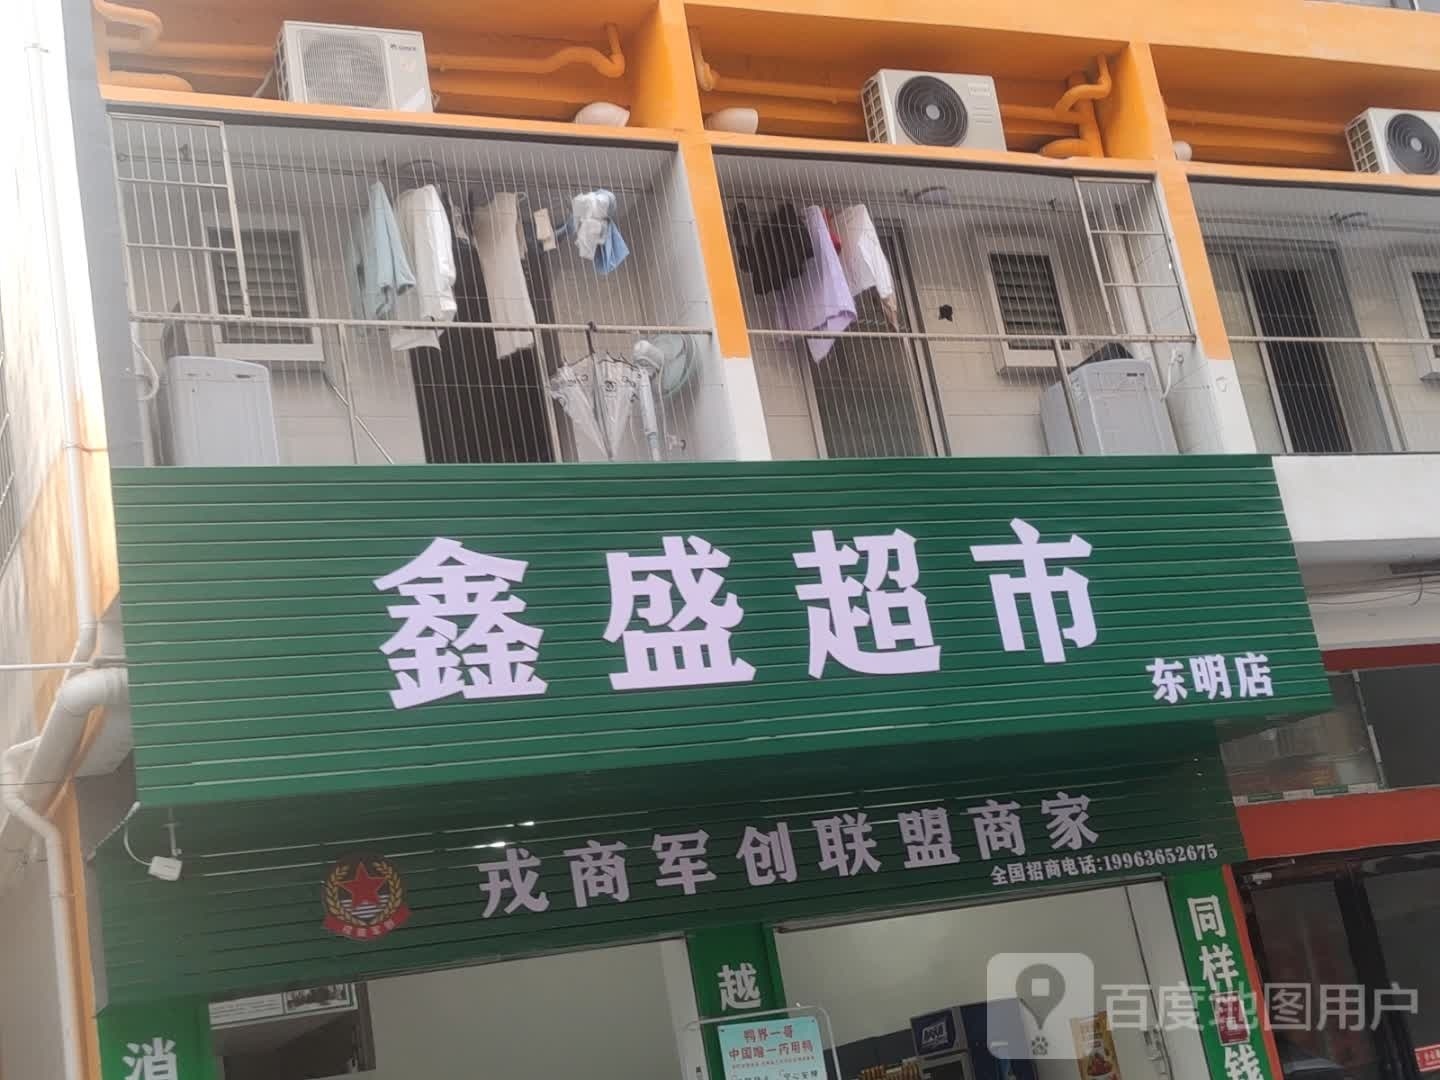 鑫盛超市
东明店
戎商军创联盟商家
全国招商电话:19963652675
消
越
同样
钱
鸭界一哥
中国唯一药用鸭
百度地图用户